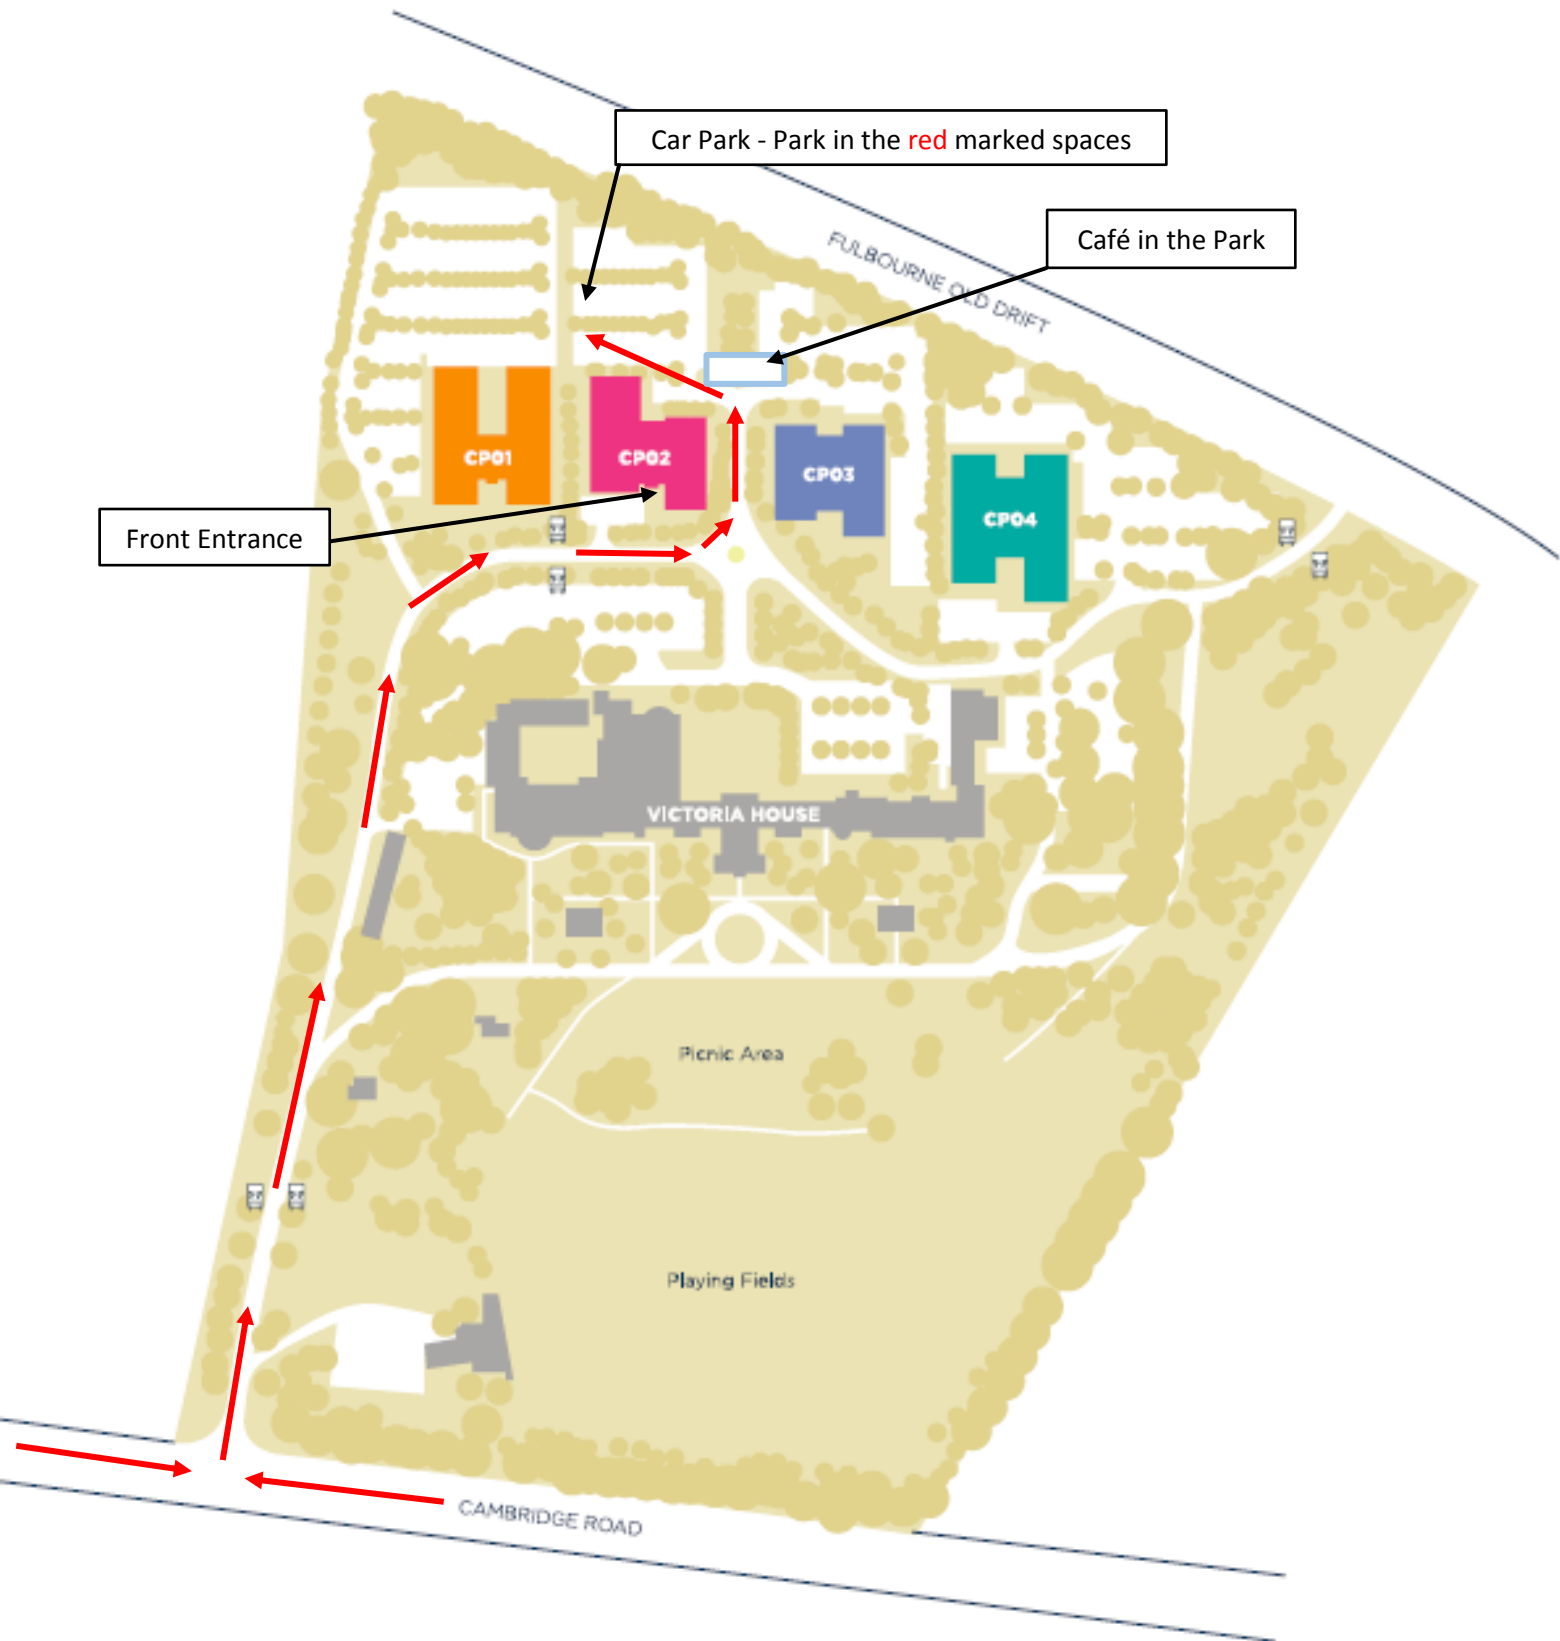 Car Park - Park in the red marked spaces
Café in the Park
FULBOURNE OLD DRIFT
CP01
CP02
CP03
CP04
Front Entrance
VICTORIA HOUSE
Picnic Area
Playing Fields
CAMBRIDGE ROAD